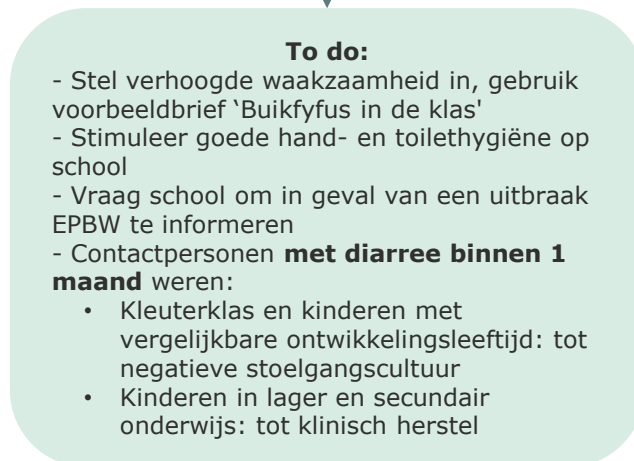 To do:
- Stel verhoogde waakzaamheid in, gebruik
voorbeeldbrief ‘Buikfyfus in de klas'
- Stimuleer goede hand- en toilethygiëne op
school
- Vraag school om in geval van een uitbraak
EPBW te informeren
- Contactpersonen met diarree binnen 1
maand weren:
• Kleuterklas en kinderen met
vergelijkbare ontwikkelingsleeftijd: tot
negatieve stoelgangscultuur
• Kinderen in lager en secundair
onderwijs: tot klinisch herstel